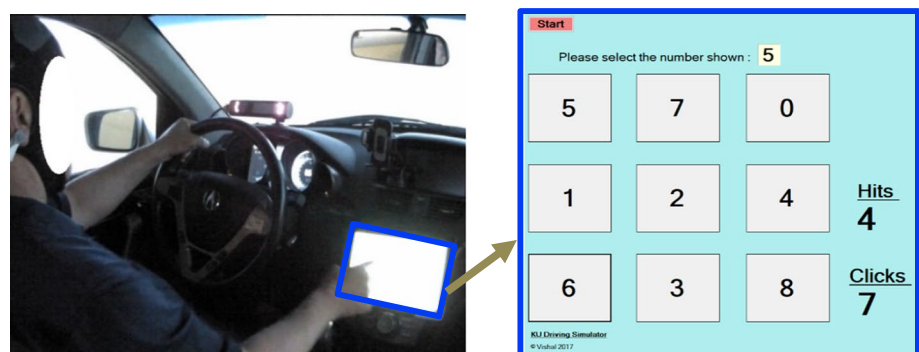 Start
Please select the number shown : 5
5 7 0
1 2 4
Hits
4
6 3 8
Clicks
7
KU Driving Simulator
© Vishal 2017